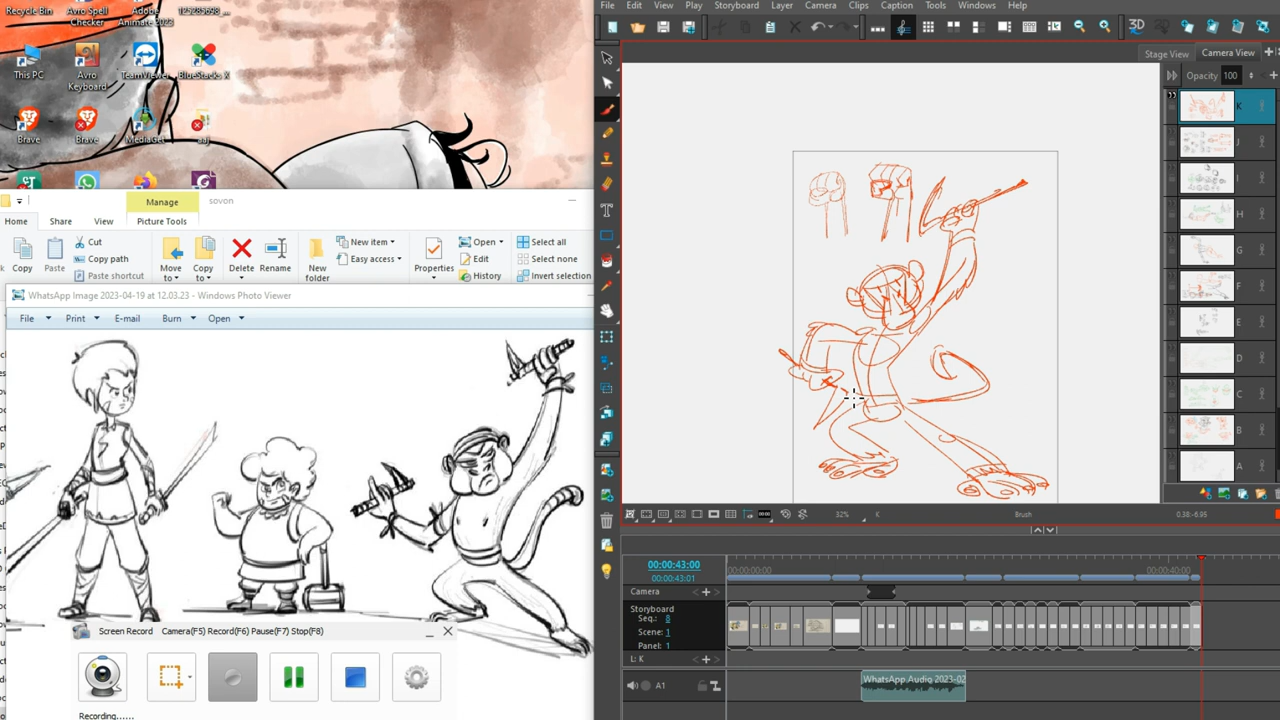 Recycle Bin
Avro Spell
Checker
Adobe
Animate 2023
This PC
Avro
Keyboard
TeamViewer
BlueStacks X
Brave
Brave
MediaGet
Manage
sovon
Home
Share
View
Picture Tools
Copy
Paste
Cut
Copy path
Paste shortcut
Move
to
Copy
to
Delete
Rename
New
folder
New item
Easy access
Properties
Open
Edit
History
Select all
Select none
Invert selection
WhatsApp Image 2023-04-19 at 12.03.23 - Windows Photo Viewer
File
Print
E-mail
Burn
Open
Screen Record
Camera(F5) Record(F6) Pause(F7) Stop(F8)
Recording......
File
Edit
View
Play
Storyboard
Layer
Camera
Clips
Caption
Tools
Windows
Help
3D
Stage View
Camera View
Opacity
100
K
J
I
H
G
F
E
D
C
B
A
32%
K
Brush
0.38:-6.95
00:00:43:00
00:00:43:01
00:00:00:00
00:00:40:00
Camera
Storyboard
Seq.: 8
Scene: 1
Panel: 1
L: K
A1
WhatsApp.Audio 2023-02